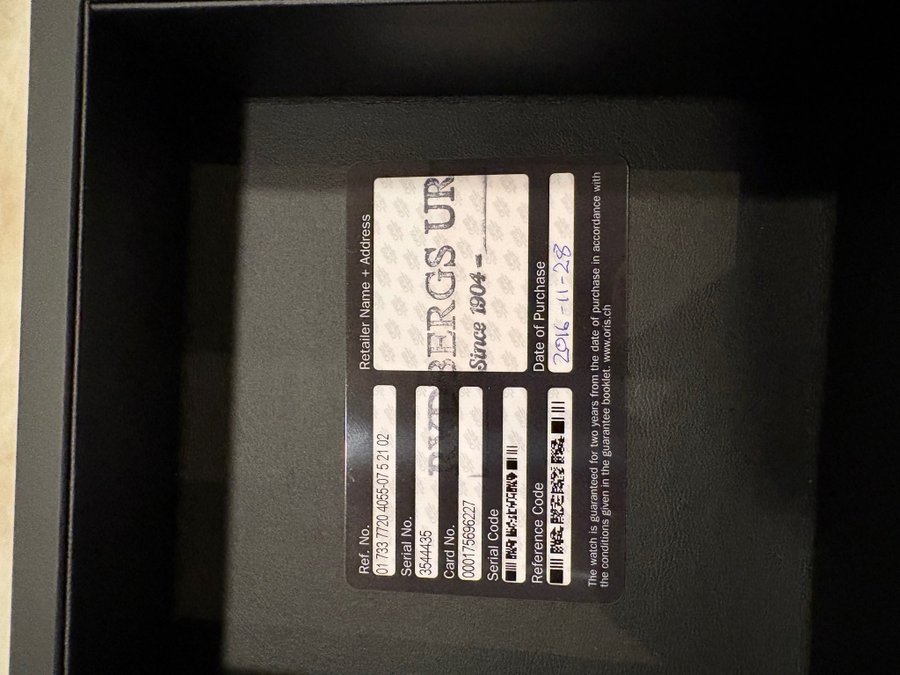 Ref. No.
01 733 7720 4055-07 5 21 02
Serial No.
3544435
Card No.
000175696227
Serial Code
Reference Code
Retailer Name + Address
BERGS UR
Since 1904 –
Date of Purchase
2016-11-28
The watch is guaranteed for two years from the date of purchase in accordance with
the conditions given in the guarantee booklet. www.oris.ch